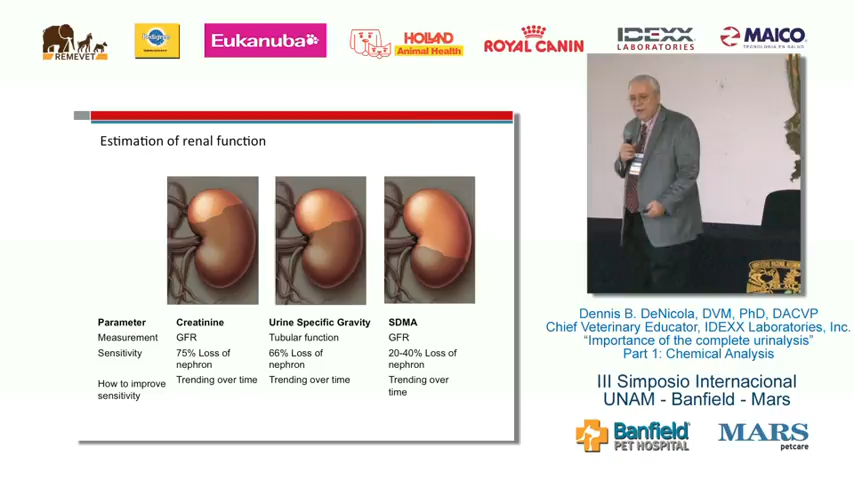 REMEVET
Pedigree
Eukanuba
HOLLAND
Animal Health
ROYAL CANIN
IDEXX
LABORATORIES
MAICO
TECNOLOGÍA EN SALUD
Estimation of renal function
Parameter Creatinine Urine Specific Gravity SDMA
Measurement GFR Tubular function GFR
Sensitivity 75% Loss of nephron 66% Loss of nephron 20-40% Loss of nephron
How to improve sensitivity Trending over time Trending over time Trending over time
Dennis B. DeNicola, DVM, PhD, DACVP
Chief Veterinary Educator, IDEXX Laboratories, Inc.
“Importance of the complete urinalysis”
Part 1: Chemical Analysis
III Simposio Internacional
UNAM - Banfield - Mars
Banfield
PET HOSPITAL
MARS
petcare